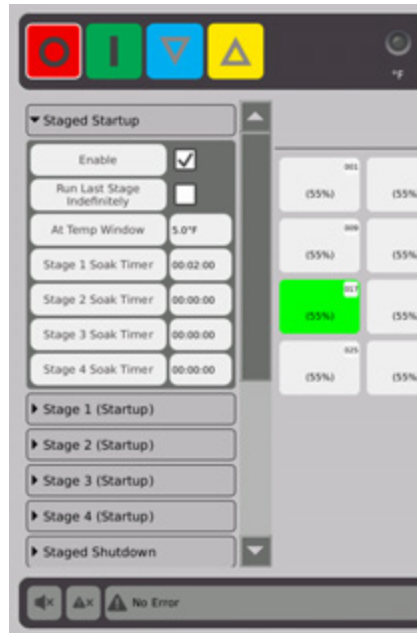 °F
Staged Startup
Enable
Run Last Stage
Indefinitely
At Temp Window
5.0°F
Stage 1 Soak Timer
00:02:00
Stage 2 Soak Timer
00:00:00
Stage 3 Soak Timer
00:00:00
Stage 4 Soak Timer
00:00:00
Stage 1 (Startup)
Stage 2 (Startup)
Stage 3 (Startup)
Stage 4 (Startup)
Staged Shutdown
001
(55%)
(55%
009
(55%)
(55%
017
(55%)
(55%
025
(55%)
(55%
No Error